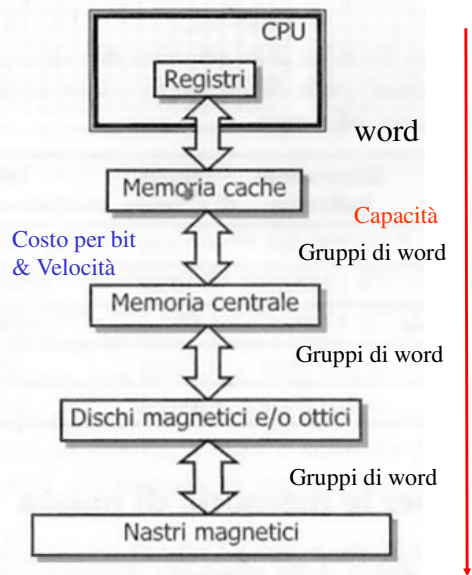 CPU
Registri
word
Memoria cache
Capacità
Costo per bit
& Velocità
Gruppi di word
Memoria centrale
Gruppi di word
Dischi magnetici e/o ottici
Gruppi di word
Nastri magnetici